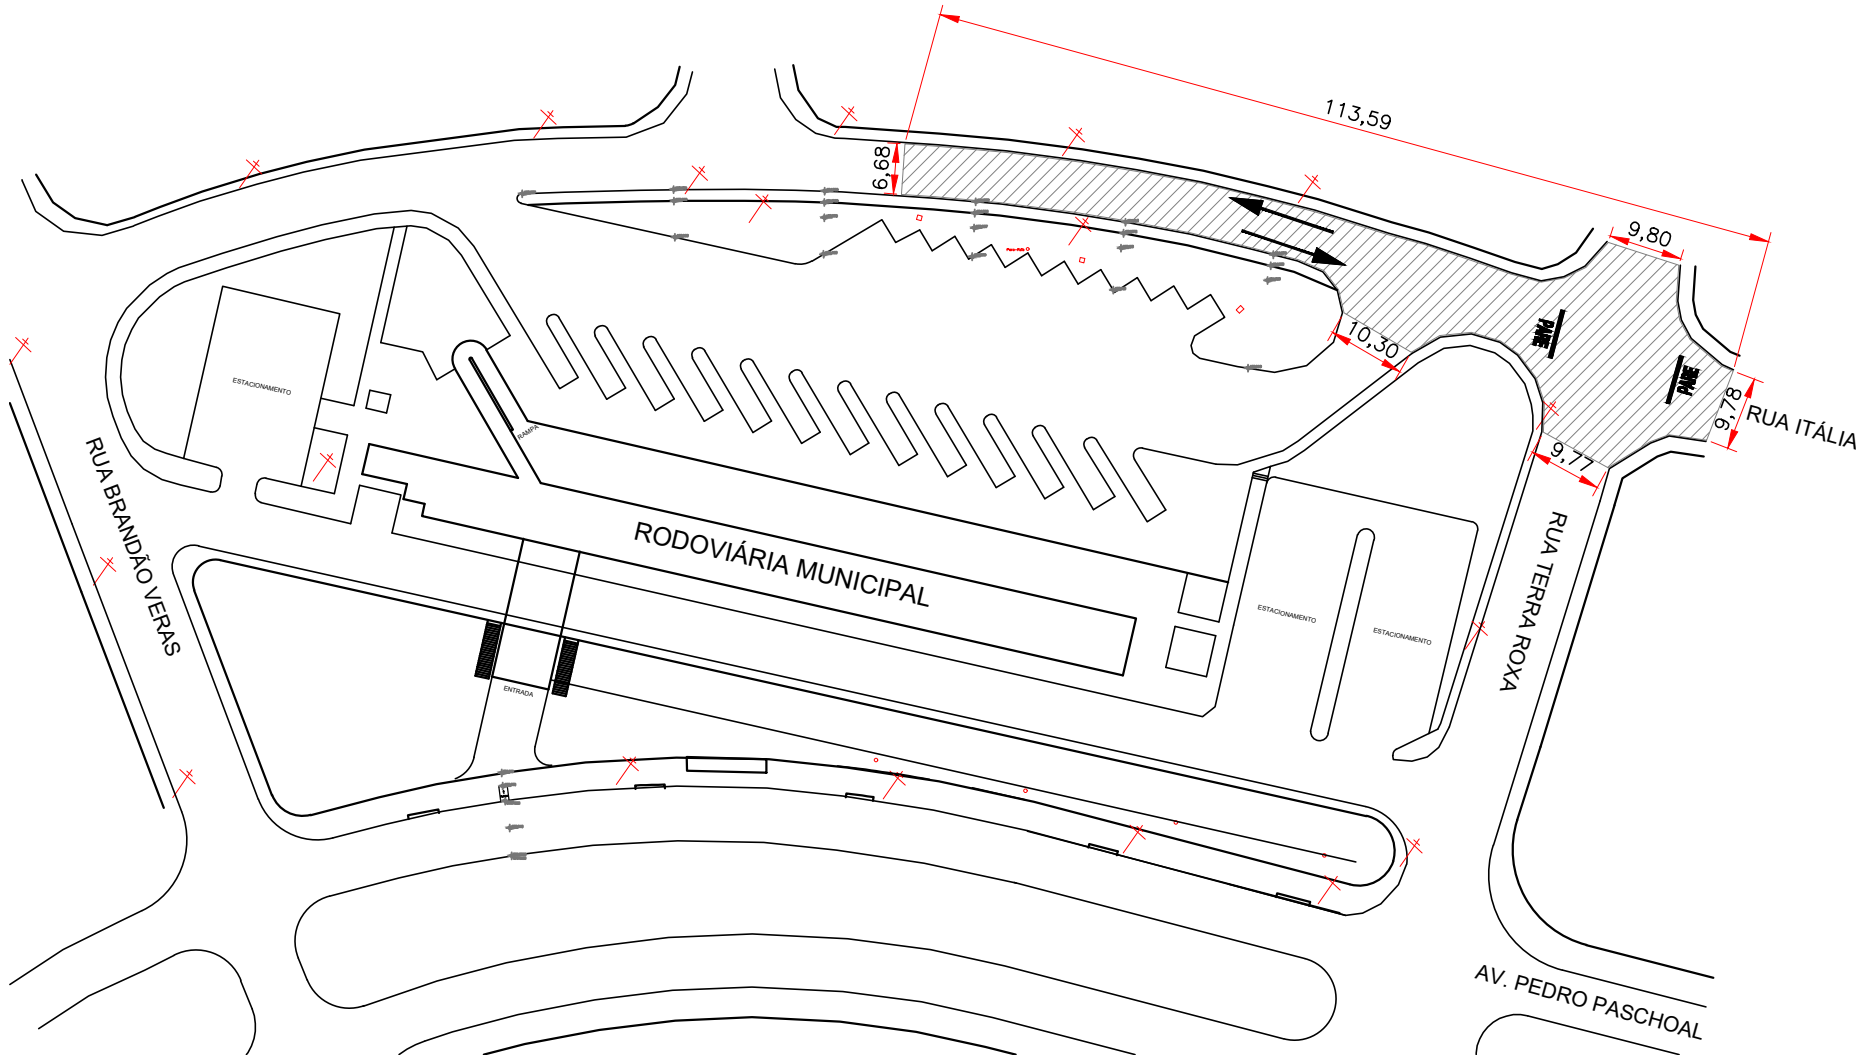 113,59
6,68
9,80
10,30
PARE
PARE
9,78
RUA ITÁLIA
9,77
ESTACIONAMENTO
RAMPA
RUA BRANDÃO VERAS
RODOVIÁRIA MUNICIPAL
RUA TERRA ROXA
ESTACIONAMENTO
ESTACIONAMENTO
ENTRADA
AV. PEDRO PASCHOAL